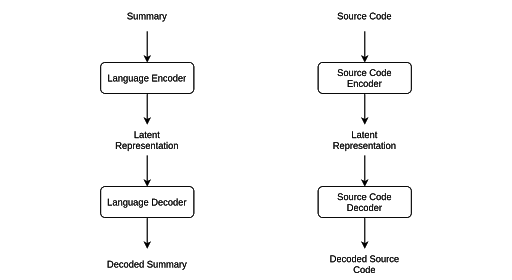 Summary
Language Encoder
Latent
Representation
Language Decoder
Decoded Summary
Source Code
Source Code
Encoder
Latent
Representation
Source Code
Decoder
Decoded Source
Code